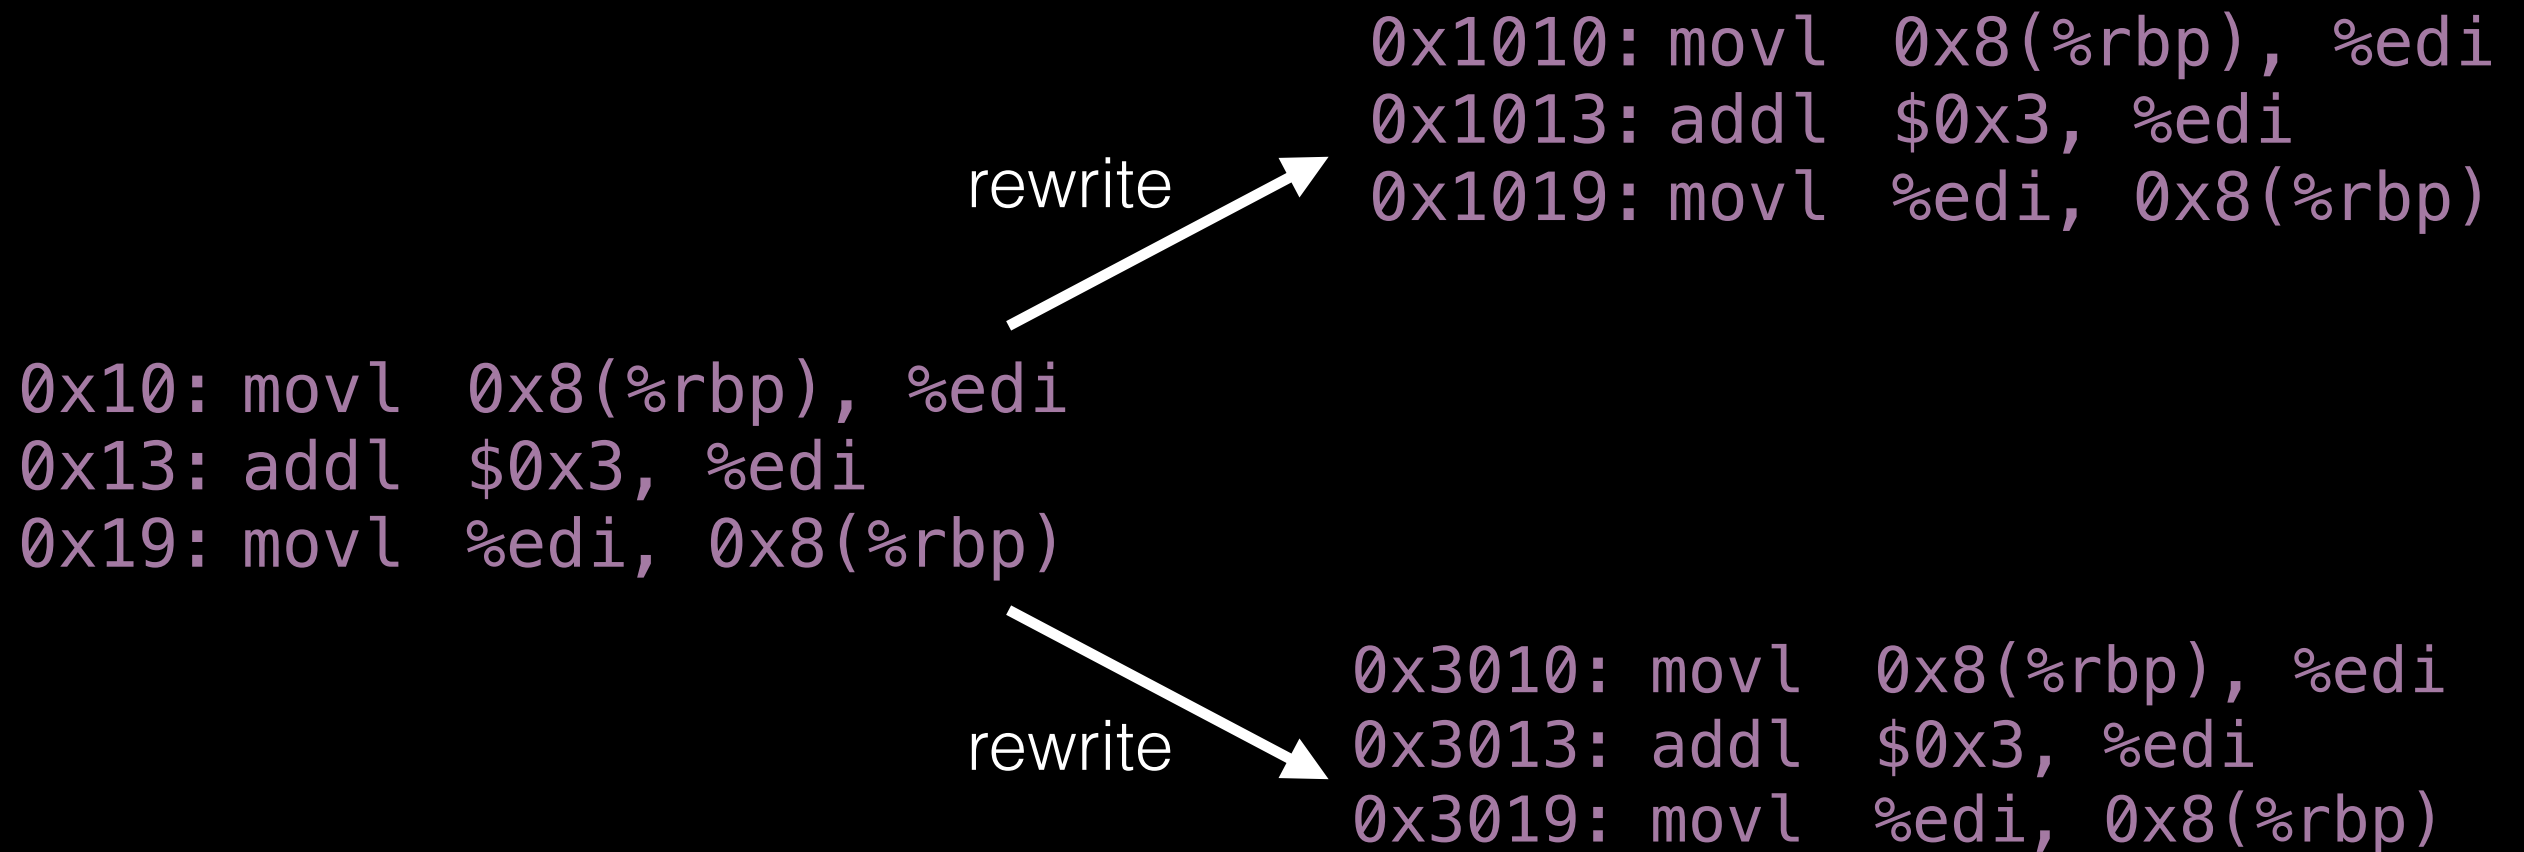 0x1010: movl 0x8(%rbp), %edi
0x1013: addl $0x3, %edi
0x1019: movl %edi, 0x8(%rbp)
rewrite
0x10: movl 0x8(%rbp), %edi
0x13: addl $0x3, %edi
0x19: movl %edi, 0x8(%rbp)
rewrite
0x3010: movl 0x8(%rbp), %edi
0x3013: addl $0x3, %edi
0x3019: movl %edi, 0x8(%rbp)